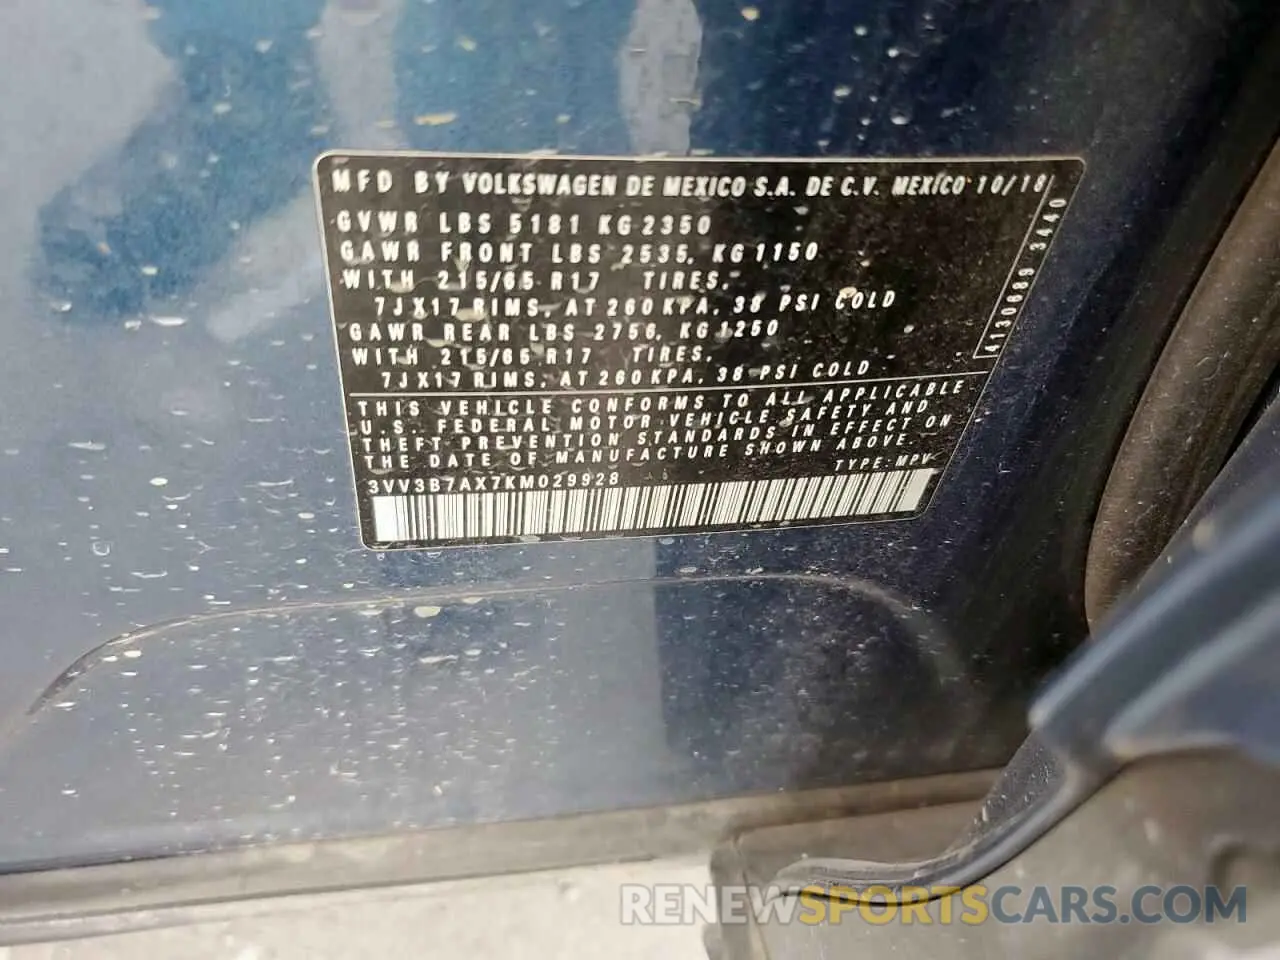 MFD BY VOLKSWAGEN DE MEXICO S.A. DE C.V. MEXICO 10/18
GVWR LBS 5181 KG 2350
GAWR FRONT LBS 2535, KG 1150
WITH 215/65 R17 TIRES,
7JX17 RIMS, AT 260 KPA, 38 PSI COLD
GAWR REAR LBS 2756, KG 1250
WITH 215/65 R17 TIRES,
7JX17 RIMS, AT 260 KPA, 38 PSI COLD
4130689 3440
THIS VEHICLE CONFORMS TO ALL APPLICABLE
U.S. FEDERAL MOTOR VEHICLE SAFETY AND
THEFT PREVENTION STANDARDS IN EFFECT ON
THE DATE OF MANUFACTURE SHOWN ABOVE.
TYPE: MPV
3VV3B7AX7KM029928
RENEWSPORTSCARS.COM